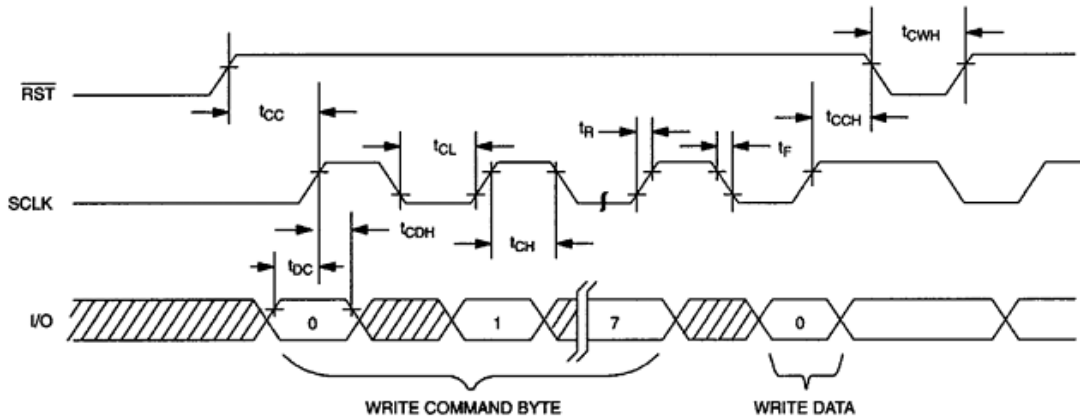 tCWH
RST
tCC
tCCH
tR
tF
tCL
SCLK
tCDH
tCH
tDC
I/O
0
1
7
0
WRITE COMMAND BYTE
WRITE DATA